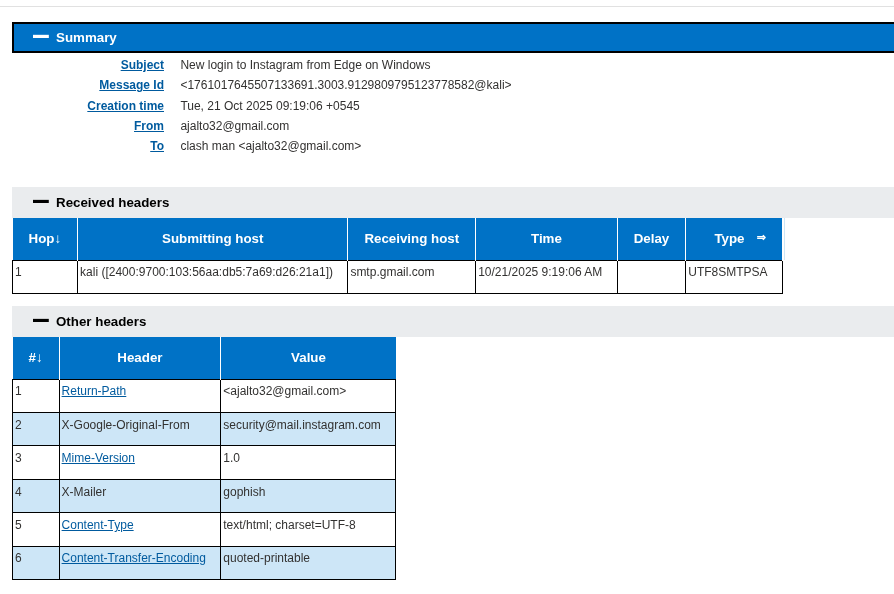 Summary
Subject New login to Instagram from Edge on Windows
Message Id <1761017645507133691.3003.9129809795123778582@kali>
Creation time Tue, 21 Oct 2025 09:19:06 +0545
From ajalto32@gmail.com
To clash man <ajalto32@gmail.com>
Received headers
Hop↓ Submitting host Receiving host Time Delay Type ⇒
1 kali ([2400:9700:103:56aa:db5:7a69:d26:21a1]) smtp.gmail.com 10/21/2025 9:19:06 AM UTF8SMTPSA
Other headers
#↓ Header Value
1 Return-Path <ajalto32@gmail.com>
2 X-Google-Original-From security@mail.instagram.com
3 Mime-Version 1.0
4 X-Mailer gophish
5 Content-Type text/html; charset=UTF-8
6 Content-Transfer-Encoding quoted-printable